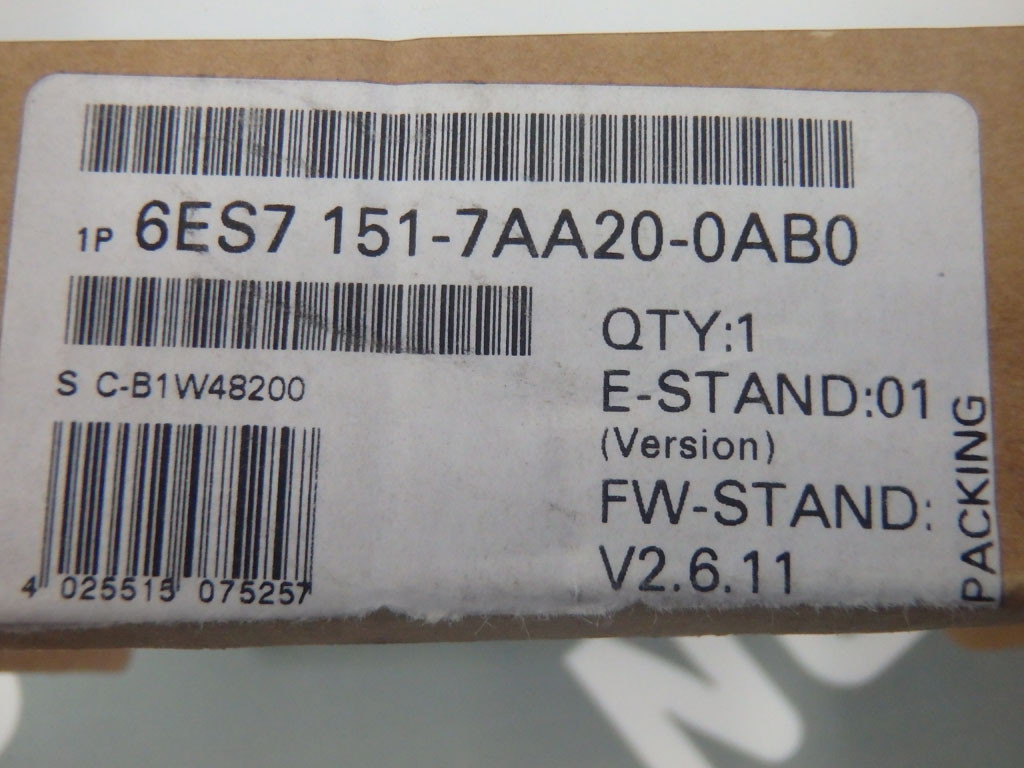 1P 6ES7 151-7AA20-0AB0
S C-B1W48200
QTY:1
E-STAND:01
(Version)
FW-STAND:
V2.6.11
4 025515 075257
PACKING